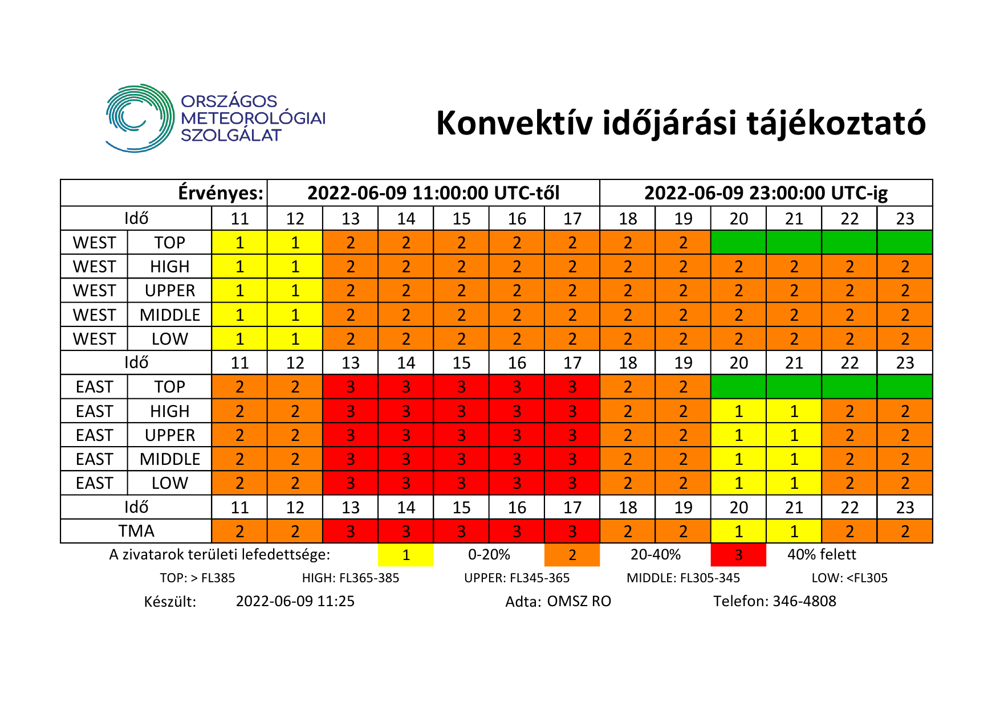 ORSZÁGOS
METEOROLÓGIAI
SZOLGÁLAT
Konvektív időjárási tájékoztató
Érvényes: 2022-06-09 11:00:00 UTC-től 2022-06-09 23:00:00 UTC-ig
Idő 11 12 13 14 15 16 17 18 19 20 21 22 23
WEST TOP 1 1 2 2 2 2 2 2 2
WEST HIGH 1 1 2 2 2 2 2 2 2 2 2 2 2
WEST UPPER 1 1 2 2 2 2 2 2 2 2 2 2 2
WEST MIDDLE 1 1 2 2 2 2 2 2 2 2 2 2 2
WEST LOW 1 1 2 2 2 2 2 2 2 2 2 2 2
Idő 11 12 13 14 15 16 17 18 19 20 21 22 23
EAST TOP 2 2 3 3 3 3 3 2 2
EAST HIGH 2 2 3 3 3 3 3 2 2 1 1 2 2
EAST UPPER 2 2 3 3 3 3 3 2 2 1 1 2 2
EAST MIDDLE 2 2 3 3 3 3 3 2 2 1 1 2 2
EAST LOW 2 2 3 3 3 3 3 2 2 1 1 2 2
Idő 11 12 13 14 15 16 17 18 19 20 21 22 23
TMA 2 2 3 3 3 3 3 2 2 1 1 2 2
A zivatarok területi lefedettsége: 1 0-20% 2 20-40% 3 40% felett
TOP: > FL385 HIGH: FL365-385 UPPER: FL345-365 MIDDLE: FL305-345 LOW: <FL305
Készült: 2022-06-09 11:25 Adta: OMSZ RO Telefon: 346-4808